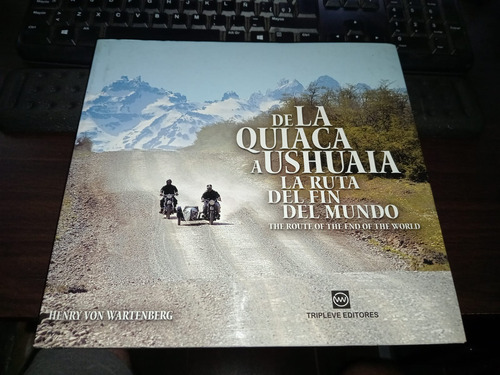 DE LA
QUIACA
A USHUAIA
LA RUTA
DEL FIN
DEL MUNDO
THE ROUTE OF THE END OF THE WORLD
HENRY VON WARTENBERG
TRIPLEVE EDITORES